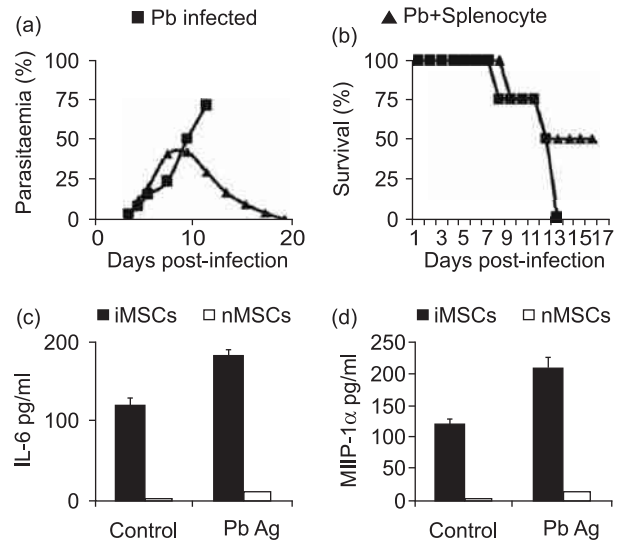 ■ Pb infected ▲ Pb+Splenocyte
(a)
100
75
50
25
0
0 10 20
Parasitaemia (%)
Days post-infection
(b)
100
75
50
25
0
1 3 5 7 9 11 13 15 17
Survival (%)
Days post-infection
(c)
■ iMSCs □ nMSCs
200
100
0
IL-6 pg/ml
Control Pb Ag
(d)
■ iMSCs □ nMSCs
250
200
150
100
50
0
MIIP-1α pg/ml
Control Pb Ag